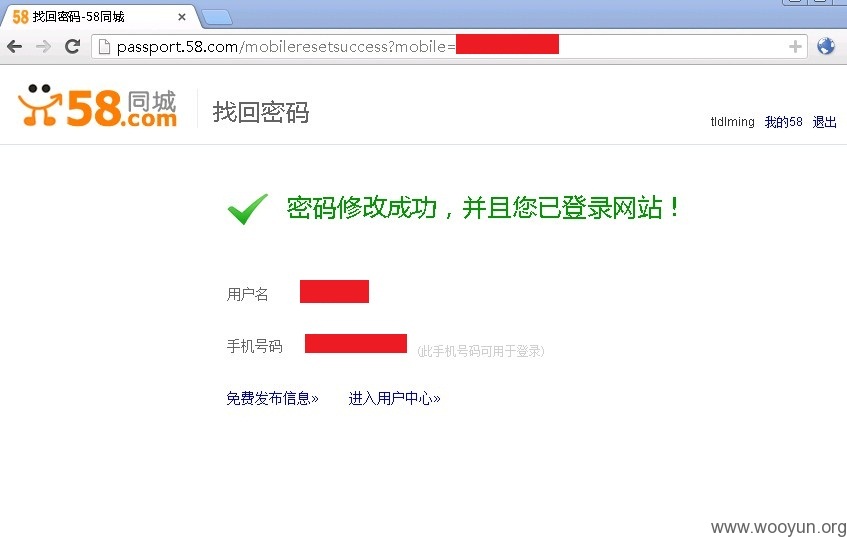 58 找回密码-58同城
passport.58.com/mobileresetsuccess?mobile=
58同城.com
找回密码
tldlming 我的58 退出
密码修改成功，并且您已登录网站！
用户名
手机号码 (此手机号码可用于登录)
免费发布信息» 进入用户中心»
www.wooyun.org